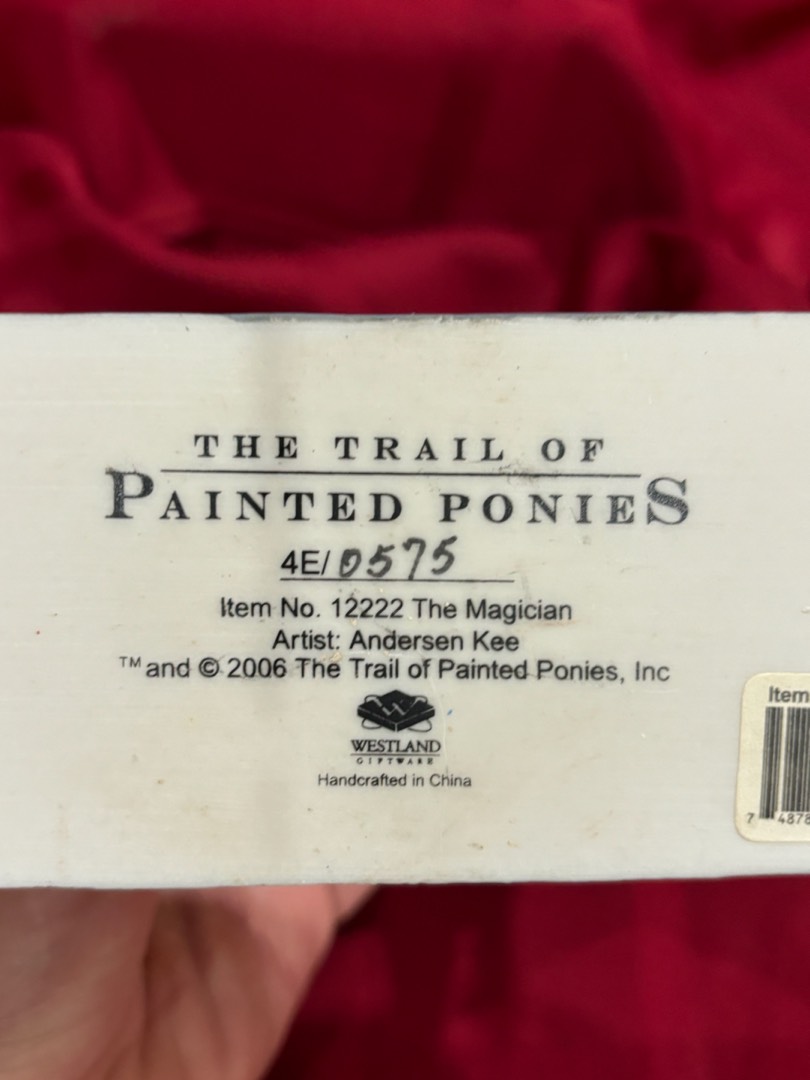 THE TRAIL OF
PAINTED PONIES
4E/0575
Item No. 12222 The Magician
Artist: Andersen Kee
™ and © 2006 The Trail of Painted Ponies, Inc
WESTLAND
GIFTWARE
Handcrafted in China
Item
7 4878